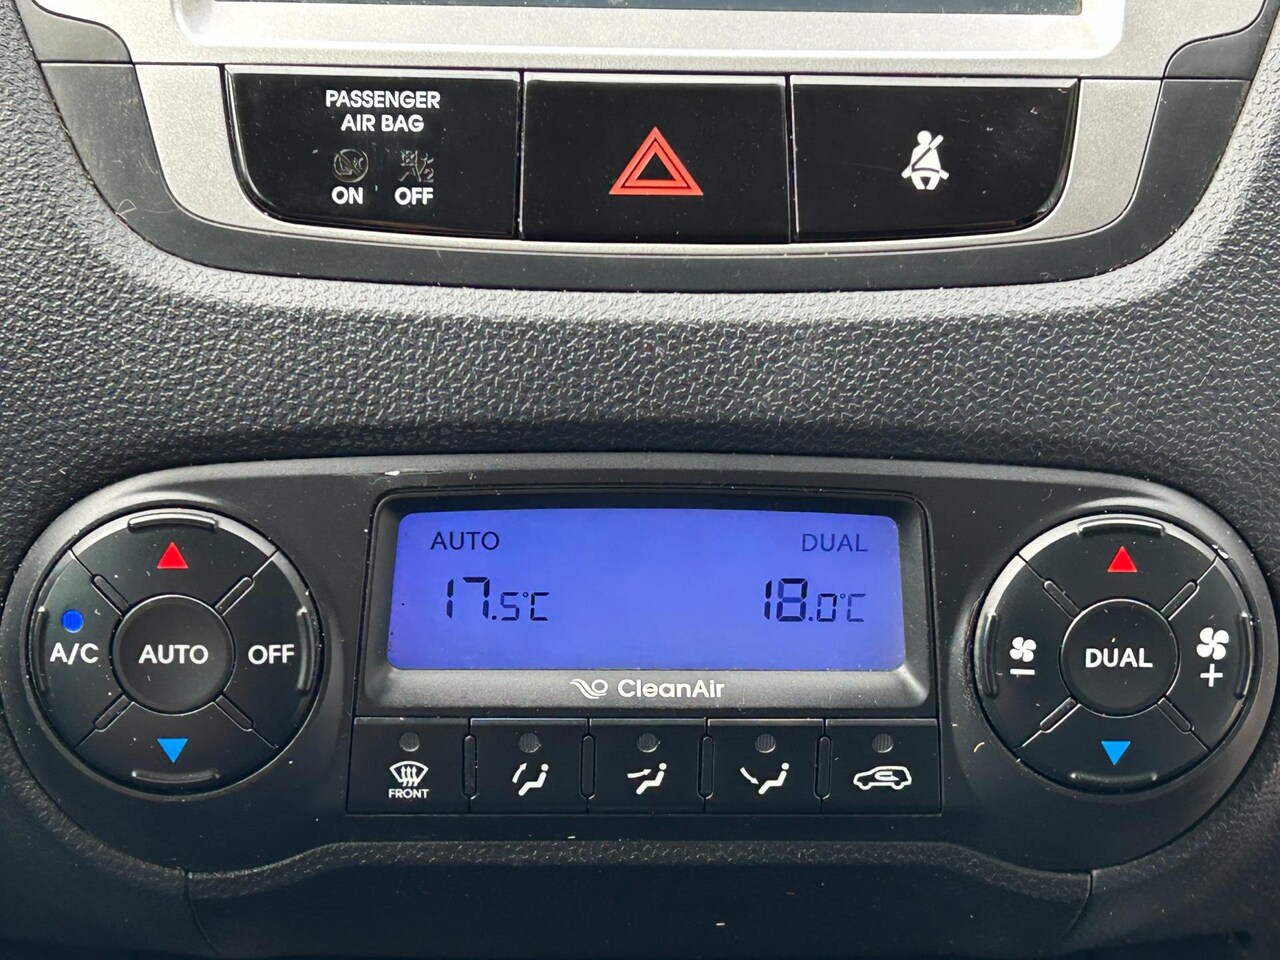 PASSENGER
AIR BAG
ON OFF
AUTO DUAL
17.5°C 18.0°C
A/C AUTO OFF
DUAL
−
+
CleanAir
FRONT